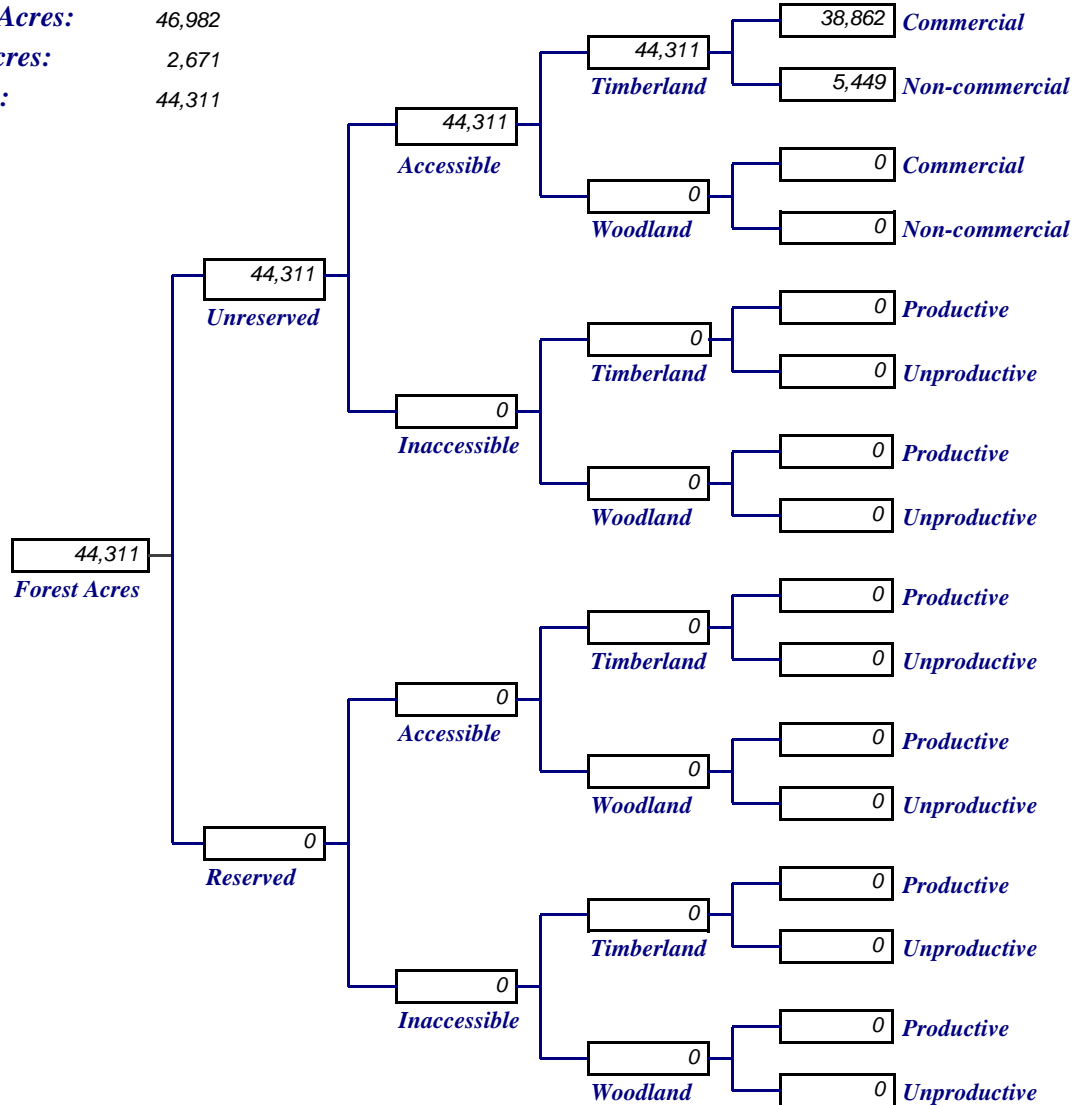 Acres: 46,982
cres: 2,671
: 44,311
38,862 Commercial
44,311
Timberland
5,449 Non-commercial
44,311
Accessible
0 Commercial
0
Woodland
0 Non-commercial
44,311
Unreserved
0 Productive
0
Timberland
0 Unproductive
0
Inaccessible
0 Productive
0
Woodland
0 Unproductive
44,311
Forest Acres
0 Productive
0
Timberland
0 Unproductive
0
Accessible
0 Productive
0
Woodland
0 Unproductive
0
Reserved
0 Productive
0
Timberland
0 Unproductive
0
Inaccessible
0 Productive
0
Woodland
0 Unproductive